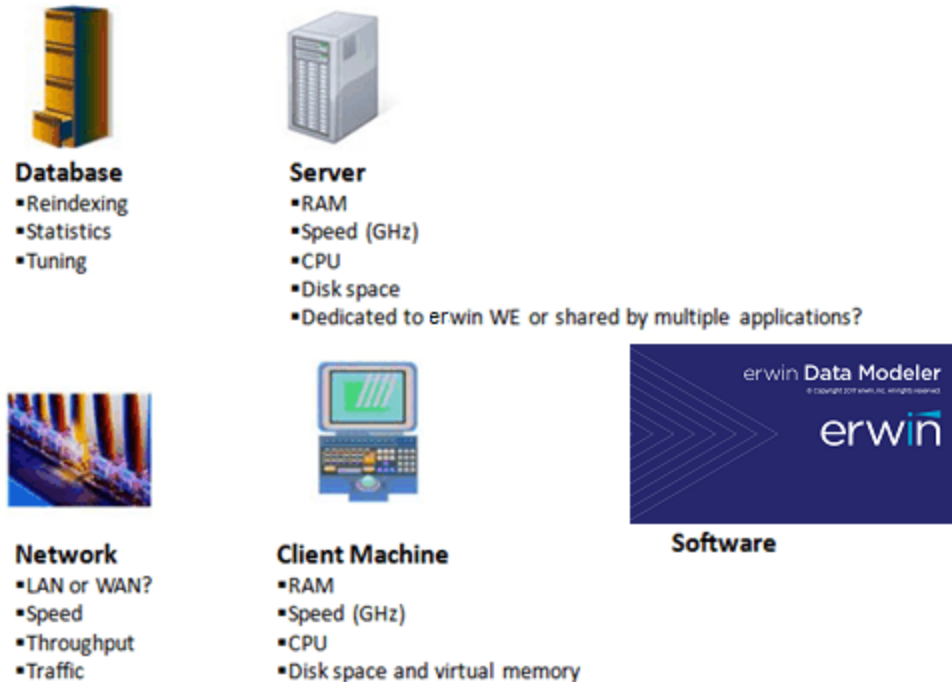 Database
▪Reindexing
▪Statistics
▪Tuning
Server
▪RAM
▪Speed (GHz)
▪CPU
▪Disk space
▪Dedicated to erwin WE or shared by multiple applications?
erwin Data Modeler
erwin
Network
▪LAN or WAN?
▪Speed
▪Throughput
▪Traffic
Client Machine
▪RAM
▪Speed (GHz)
▪CPU
▪Disk space and virtual memory
Software